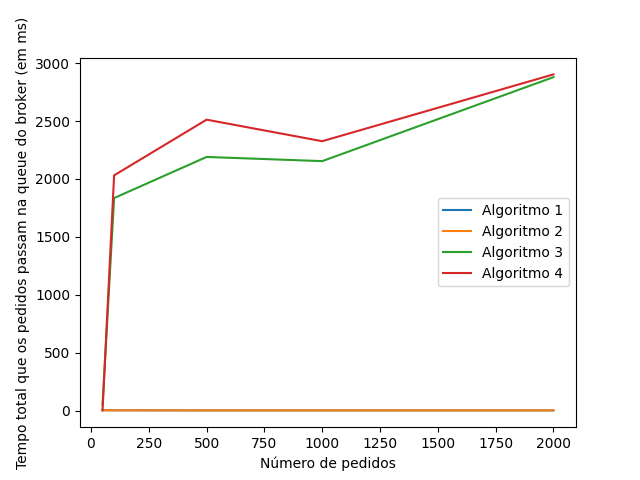 Tempo total que os pedidos passam na queue do broker (em ms)
3000
2500
2000
1500
1000
500
0
Algoritmo 1
Algoritmo 2
Algoritmo 3
Algoritmo 4
0 250 500 750 1000 1250 1500 1750 2000
Número de pedidos